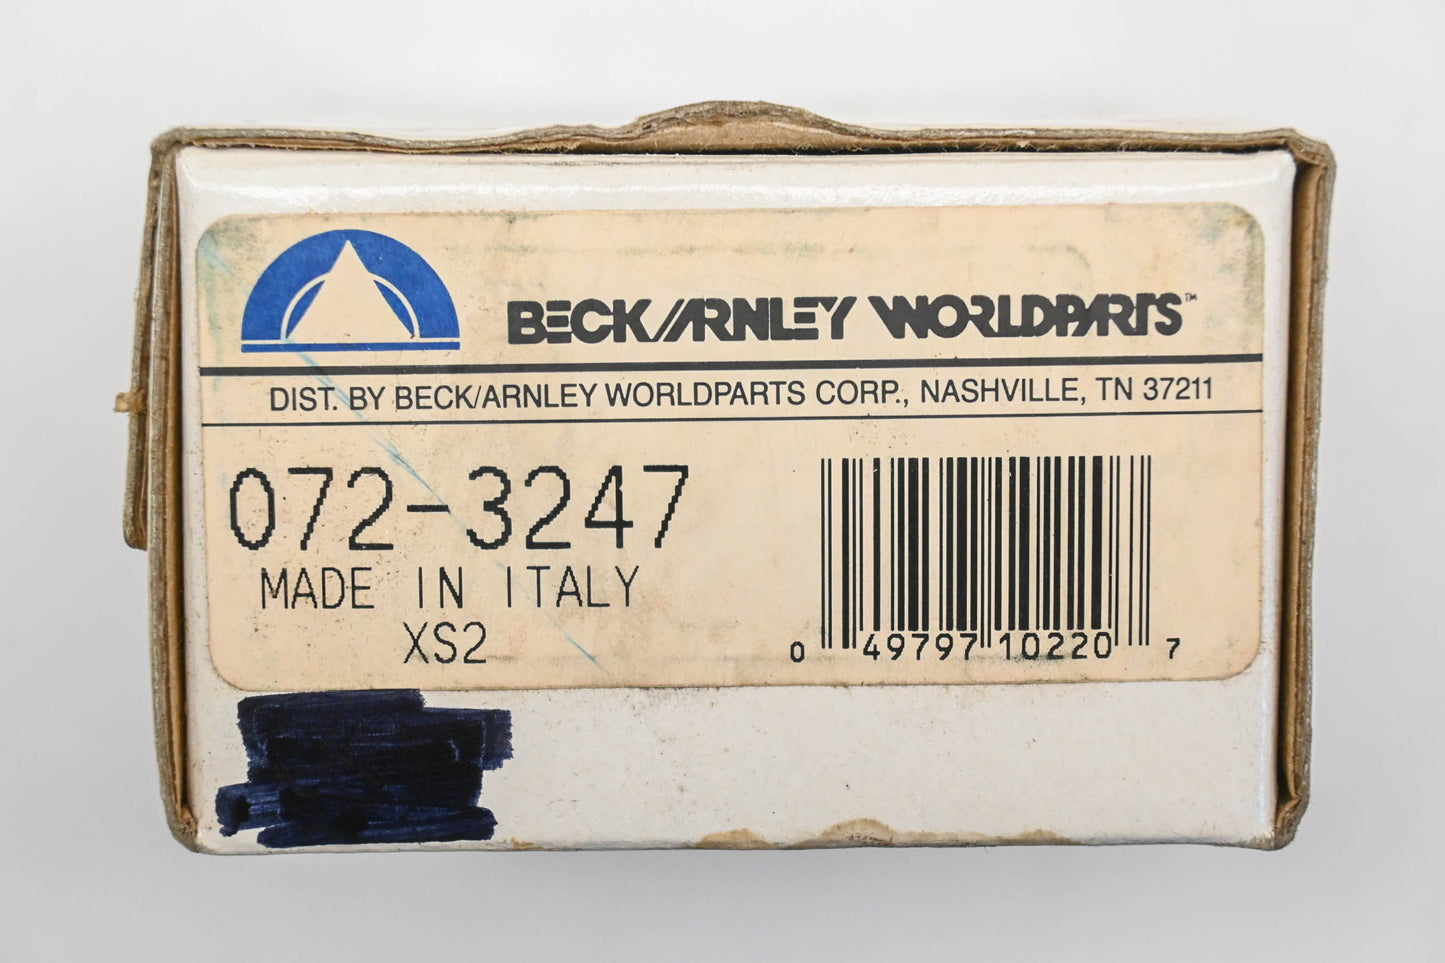 BECK/ARNLEY WORLDPARTS™
DIST. BY BECK/ARNLEY WORLDPARTS CORP., NASHVILLE, TN 37211
072-3247
MADE IN ITALY
XS2
0 49797 10220 7